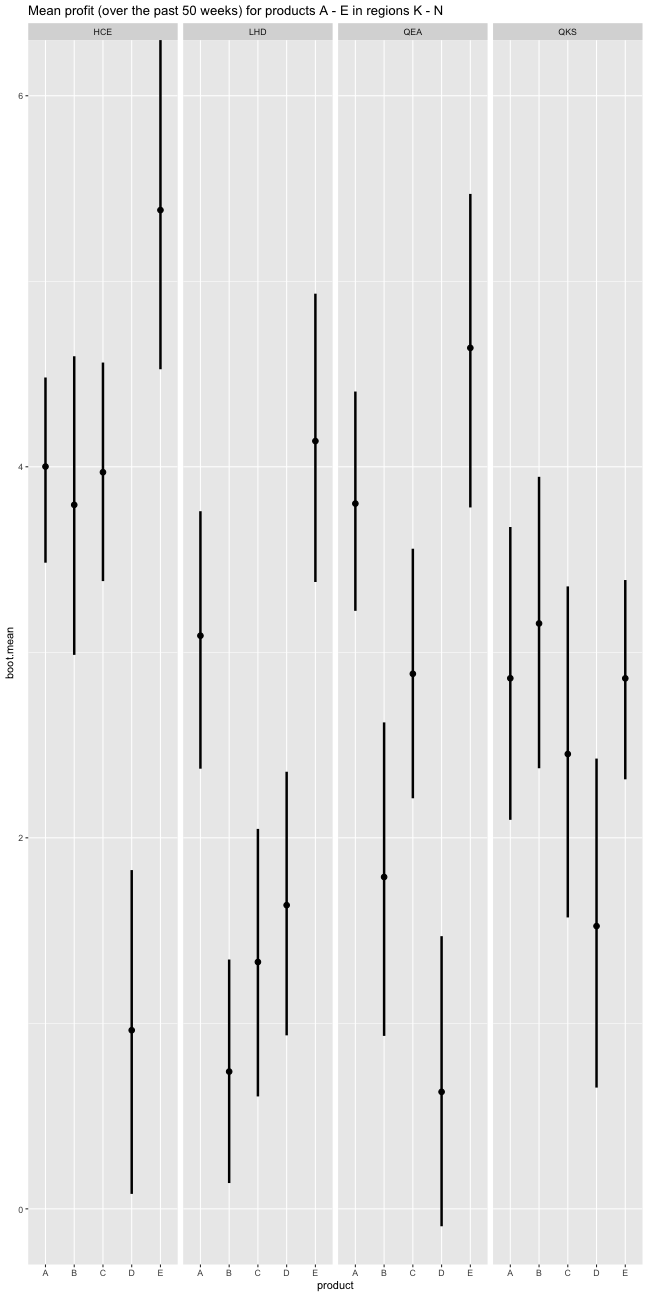 Mean profit (over the past 50 weeks) for products A - E in regions K - N
HCE LHD QEA QKS
6
4
boot.mean
2
0
A B C D E A B C D E A B C D E A B C D E
product